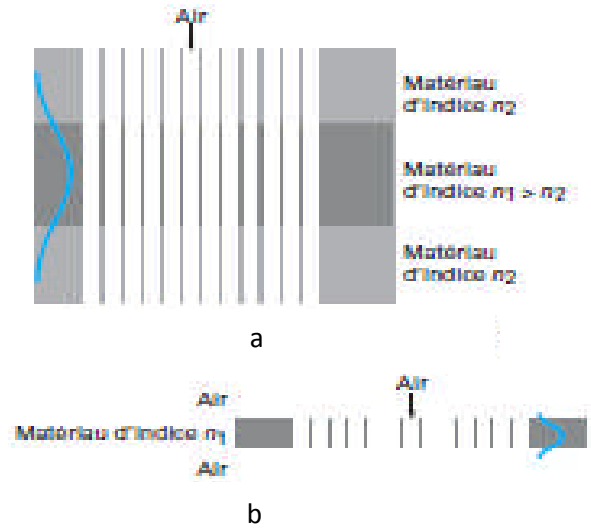 Air
Matériau
d'indice n2
Matériau
d'indice n1 > n2
Matériau
d'indice n2
a
Air
Air
Matériau d'indice n1
Air
b